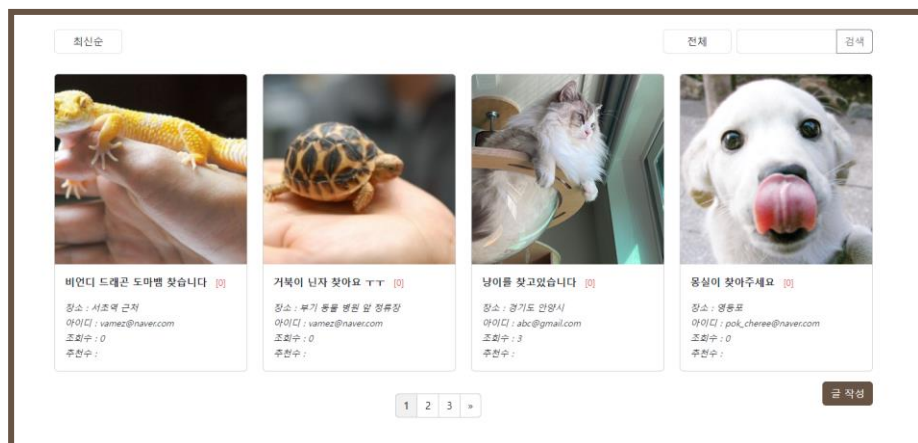 최신순
전체
검색
비언디 드래곤 도마뱀 찾습니다 [0]
장소 : 서초역 근처
아이디 : vamez@naver.com
조회수 : 0
추천수 :
거북이 닌자 찾아요 ㅜㅜ [0]
장소 : 부기 동물 병원 앞 정류장
아이디 : vamez@naver.com
조회수 : 0
추천수 :
냥이를 찾고있습니다 [0]
장소 : 경기도 안양시
아이디 : abc@gmail.com
조회수 : 3
추천수 :
몽실이 찾아주세요 [0]
장소 : 영등포
아이디 : pok_cheree@naver.com
조회수 : 0
추천수 :
글 작성
1 2 3 »